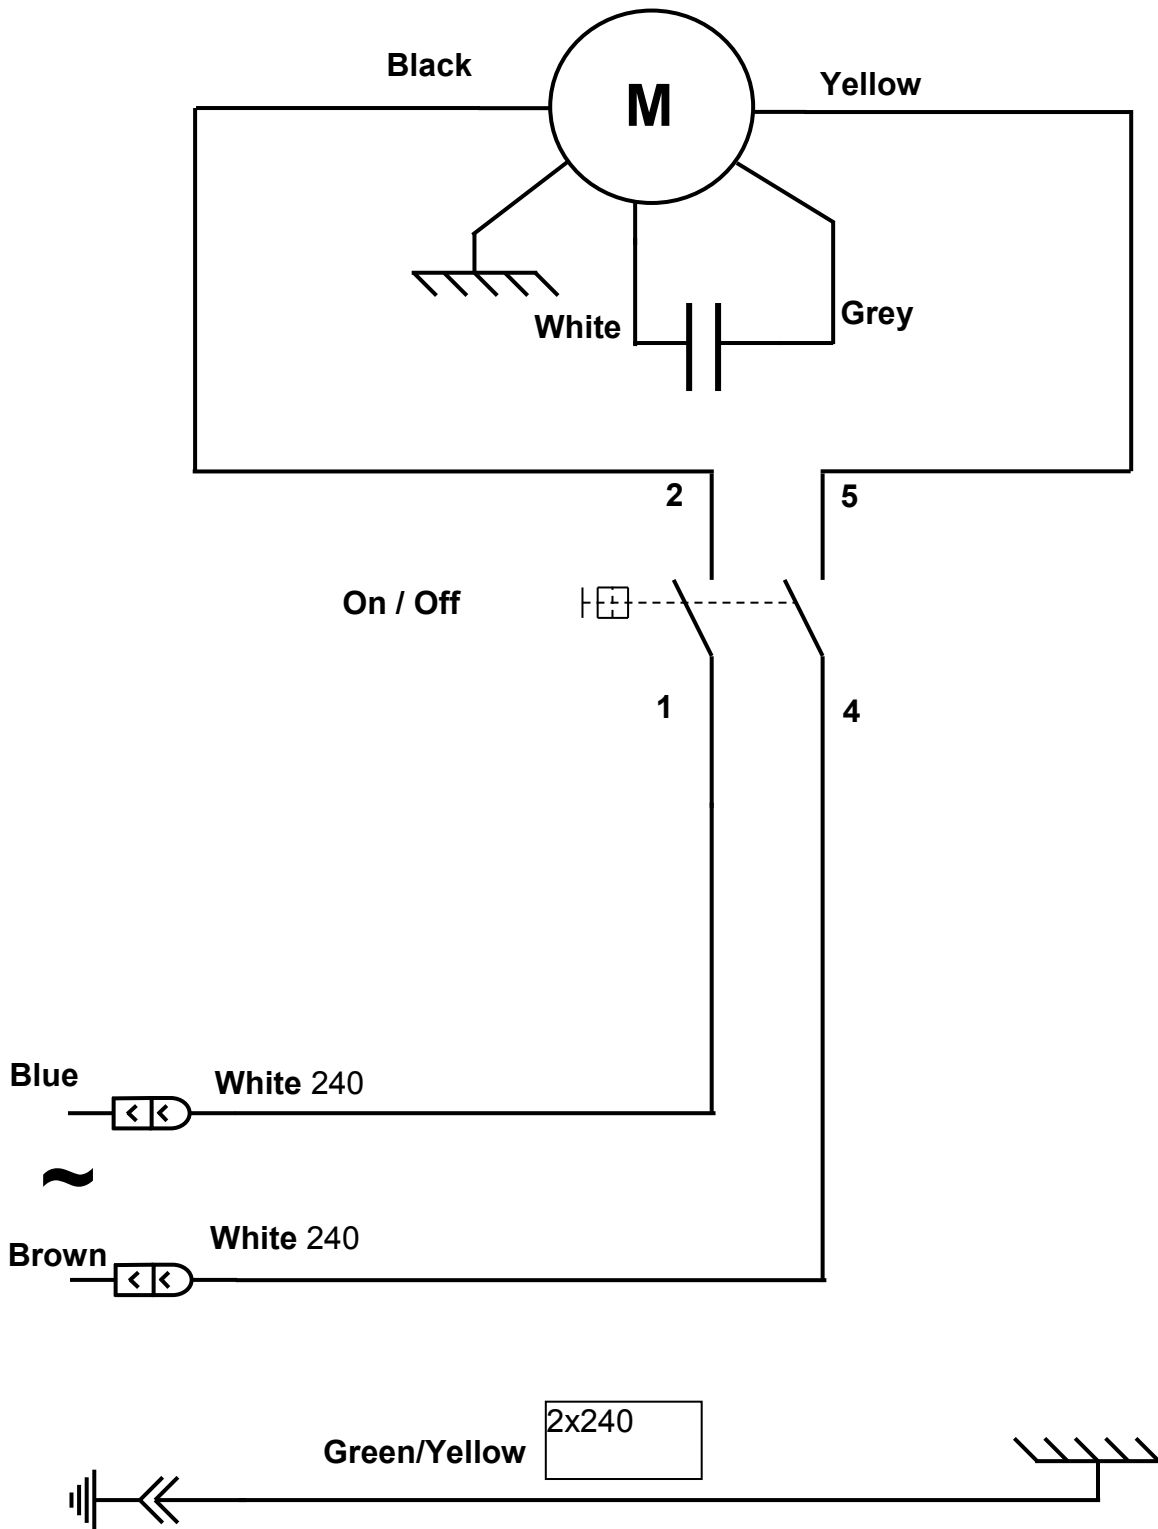 Black
M
Yellow
White
Grey
2
5
On / Off
1
4
Blue
White 240
~
Brown
White 240
2x240
Green/Yellow